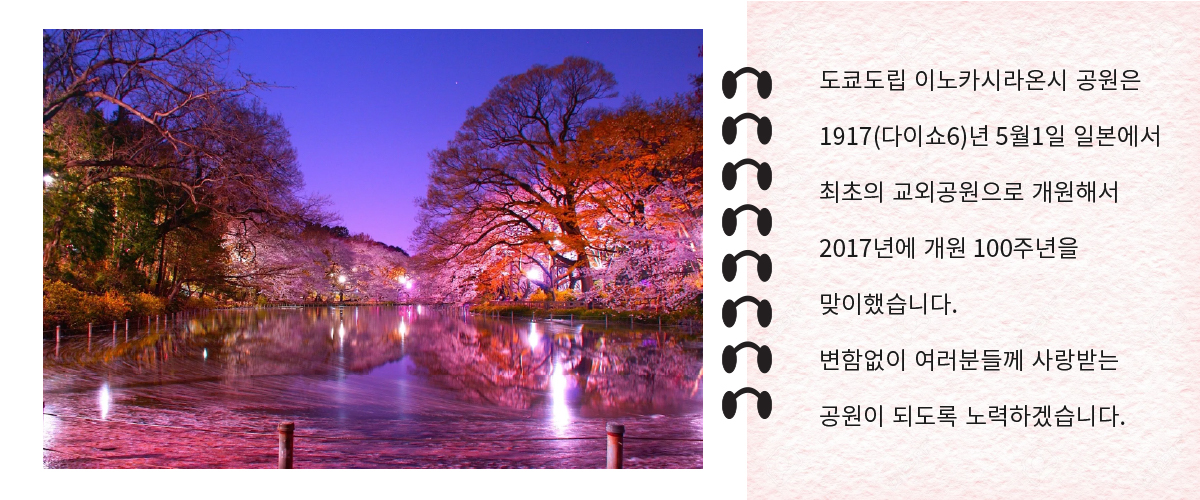 도쿄도립 이노카시라온시 공원은
1917(다이쇼6)년 5월1일 일본에서
최초의 교외공원으로 개원해서
2017년에 개원 100주년을
맞이했습니다.
변함없이 여러분들께 사랑받는
공원이 되도록 노력하겠습니다.